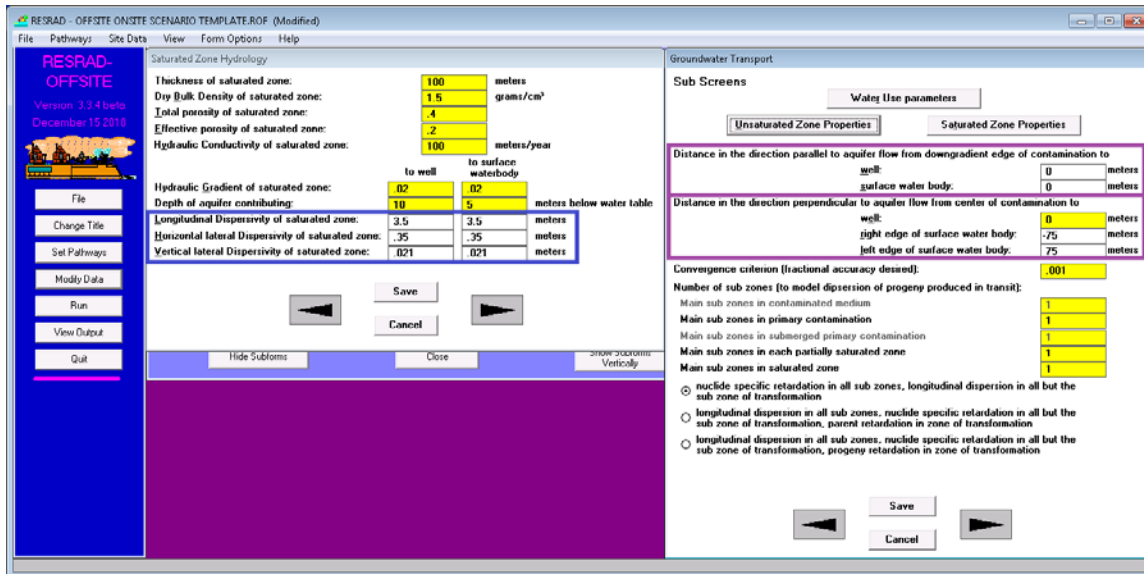 RESRAD - OFFSITE ONSITE SCENARIO TEMPLATE.ROF (Modified)
File Pathways Site Data View Form Options Help
RESRAD-
OFFSITE
Version 3.3.4 beta
December 15 2018
File
Change Title
Set Pathways
Modify Data
Run
View Output
Quit
Saturated Zone Hydrology
Thickness of saturated zone: 100 meters
Dry Bulk Density of saturated zone: 1.5 grams/cm³
Total porosity of saturated zone: .4
Effective porosity of saturated zone: .2
Hydraulic Conductivity of saturated zone: 100 meters/year
to well to surface waterbody
Hydraulic Gradient of saturated zone: .02 .02
Depth of aquifer contributing: 10 5 meters below water table
Longitudinal Dispersivity of saturated zone: 3.5 3.5 meters
Horizontal lateral Dispersivity of saturated zone: .35 .35 meters
Vertical lateral Dispersivity of saturated zone: .021 .021 meters
Save
Cancel
Hide Subforms Close Show Subforms
Vertically
Groundwater Transport
Sub Screens
Water Use parameters
Unsaturated Zone Properties Saturated Zone Properties
Distance in the direction parallel to aquifer flow from downgradient edge of contamination to
well: 0 meters
surface water body: 0 meters
Distance in the direction perpendicular to aquifer flow from center of contamination to
well: 0 meters
right edge of surface water body: -75 meters
left edge of surface water body: 75 meters
Convergence criterion (fractional accuracy desired): .001
Number of sub zones (to model dipsersion of progeny produced in transit):
Main sub zones in contaminated medium 1
Main sub zones in primary contamination 1
Main sub zones in submerged primary contamination 1
Main sub zones in each partially saturated zone 1
Main sub zones in saturated zone 1
nuclide specific retardation in all sub zones, longitudinal dispersion in all but the
sub zone of transformation
longitudinal dispersion in all sub zones, nuclide specific retardation in all but the
sub zone of transformation, parent retardation in zone of transformation
longitudinal dispersion in all sub zones, nuclide specific retardation in all but the
sub zone of transformation, progeny retardation in zone of transformation
Save
Cancel